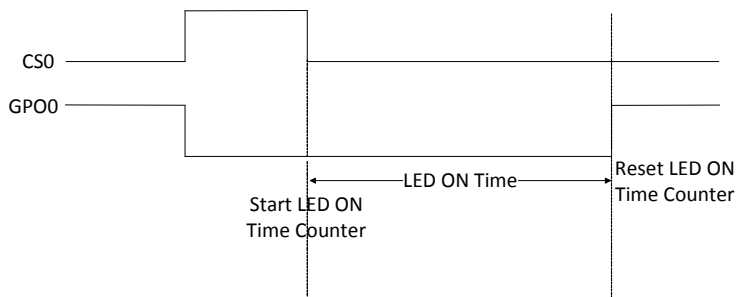 CS0
GPO0
LED ON Time
Reset LED ON
Time Counter
Start LED ON
Time Counter